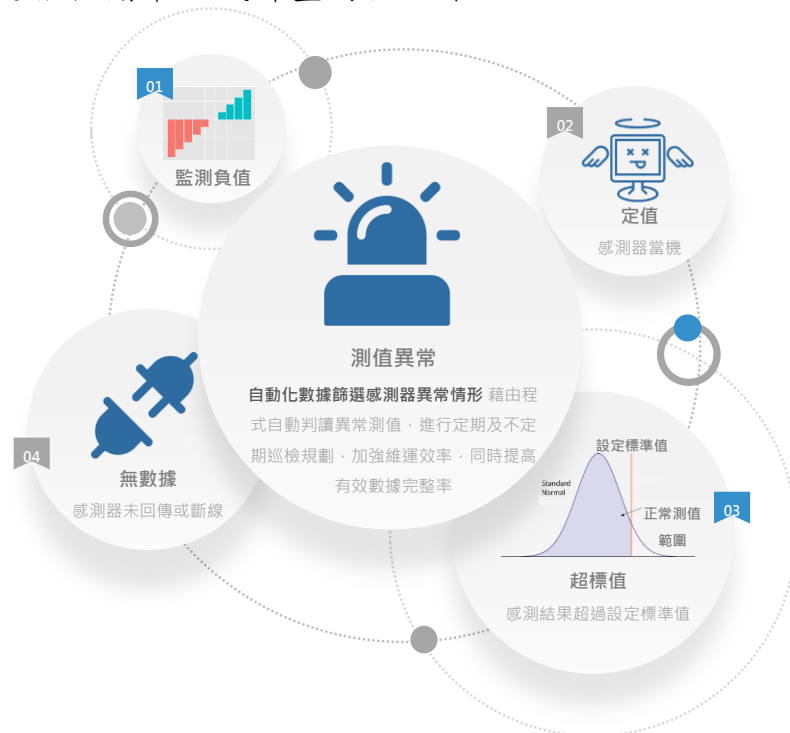 01
監測負值
02
定值
感測器當機
測值異常
自動化數據篩選感測器異常情形 藉由程
式自動判讀異常測值，進行定期及不定
期巡檢規劃，加強維運效率，同時提高
有效數據完整率
設定標準值
Standard
Normal
正常測值
範圍
03
超標值
感測結果超過設定標準值
04
無數據
感測器未回傳或斷線